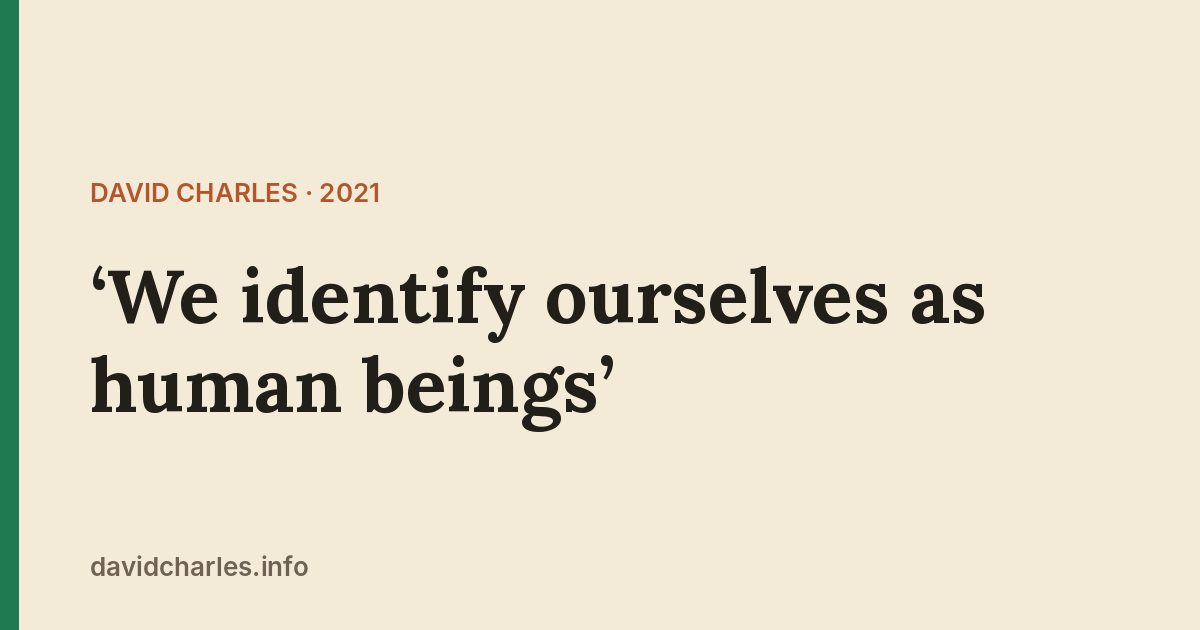 DAVID CHARLES · 2021
‘We identify ourselves as
human beings’
davidcharles.info